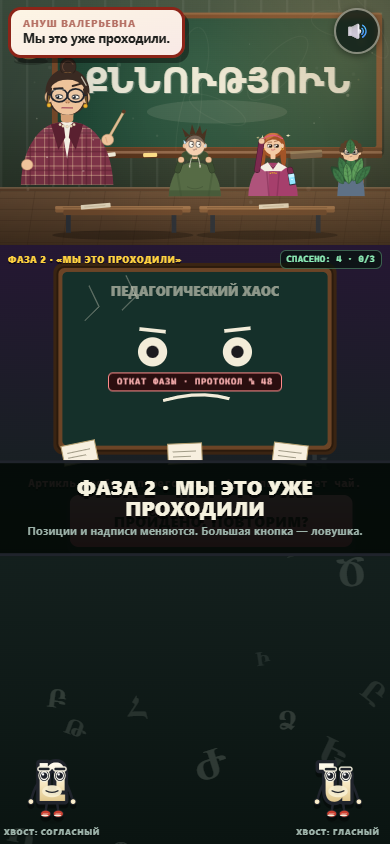 АНУШ ВАЛЕРЬЕВНА
Мы это уже проходили.
ՔՆՆՈՒԹՅՈՒՆ
ФАЗА 2 · «МЫ ЭТО ПРОХОДИЛИ»
СПАСЕНО: 4 · 0/3
ПЕДАГОГИЧЕСКИЙ ХАОС
ОТКАТ ФАЗЫ · ПРОТОКОЛ № 48
ФАЗА 2 · МЫ ЭТО УЖЕ
ПРОХОДИЛИ
Позиции и надписи меняются. Большая кнопка — ловушка.
Ծ
Ի
Բ
Թ
Հ
Ձ
Ժ
ХВОСТ: СОГЛАСНЫЙ
ХВОСТ: ГЛАСНЫЙ